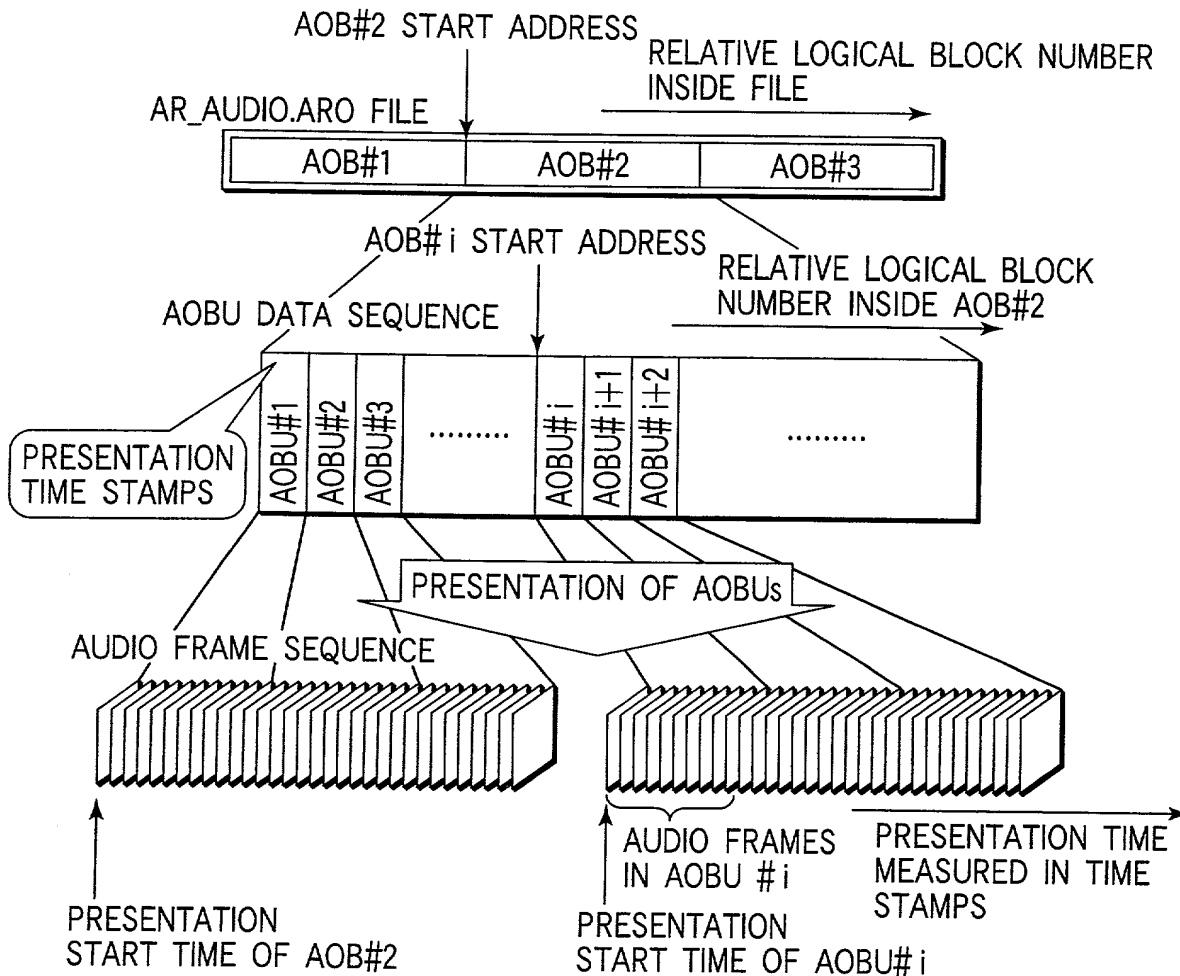 AOB#2 START ADDRESS
RELATIVE LOGICAL BLOCK NUMBER
INSIDE FILE
AR_AUDIO.ARO FILE
AOB#1
AOB#2
AOB#3
AOB# i START ADDRESS
RELATIVE LOGICAL BLOCK
NUMBER INSIDE AOB#2
AOBU DATA SEQUENCE
PRESENTATION
TIME STAMPS
AOBU#1
AOBU#2
AOBU#3
.........
AOBU# i
AOBU# i+1
AOBU# i+2
.........
PRESENTATION OF AOBUs
AUDIO FRAME SEQUENCE
AUDIO FRAMES
IN AOBU # i
PRESENTATION TIME
MEASURED IN TIME
STAMPS
PRESENTATION
START TIME OF AOB#2
PRESENTATION
START TIME OF AOBU# i